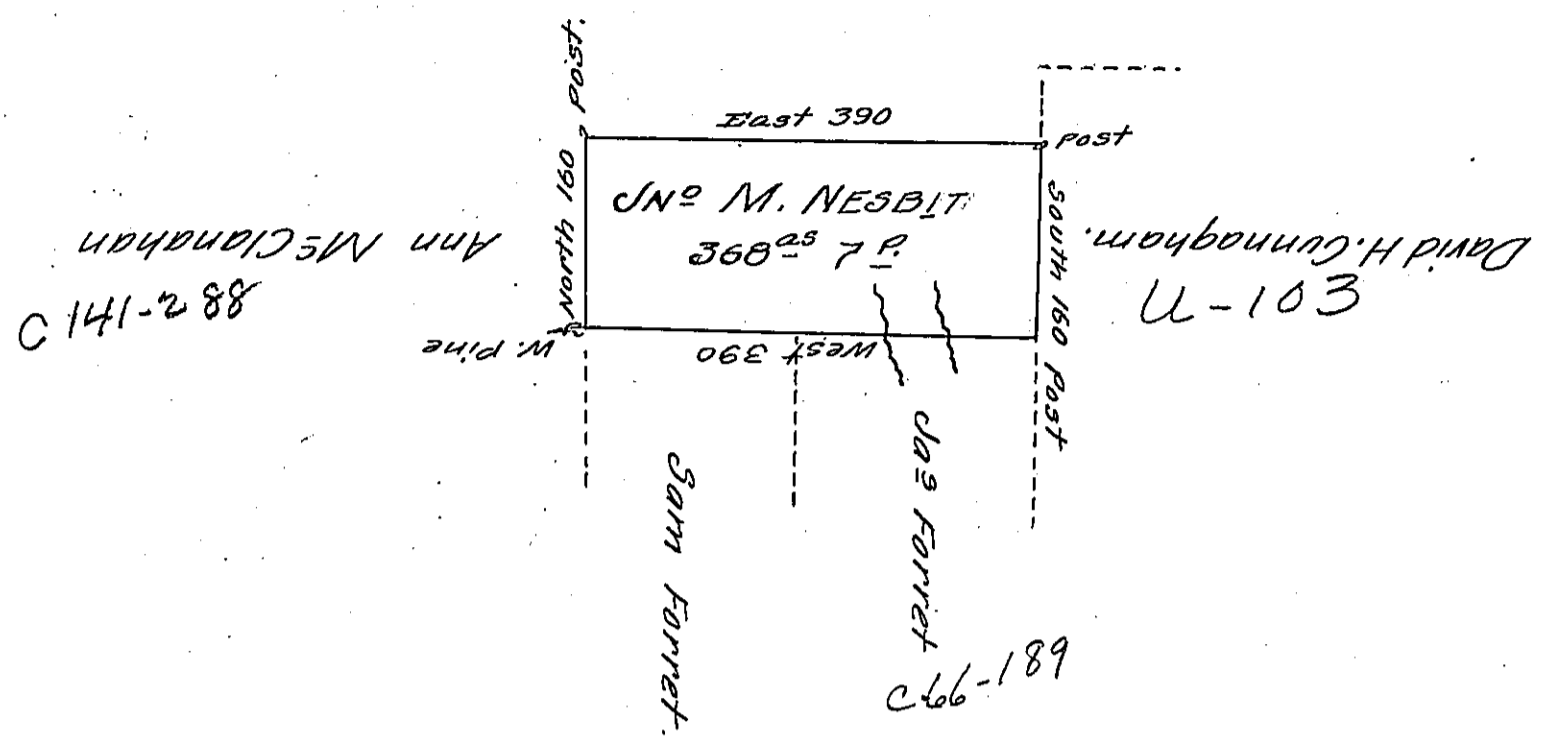 Post.
East 390
Post
North 160
JNo M. NESBIT
368as 7 P.
South 160 Post
Ann McClanahan
C 141-288
David H. Cunnagham.
U-103
W. Pine
West 390
Jas Forret
Sam Forret.
C66-189